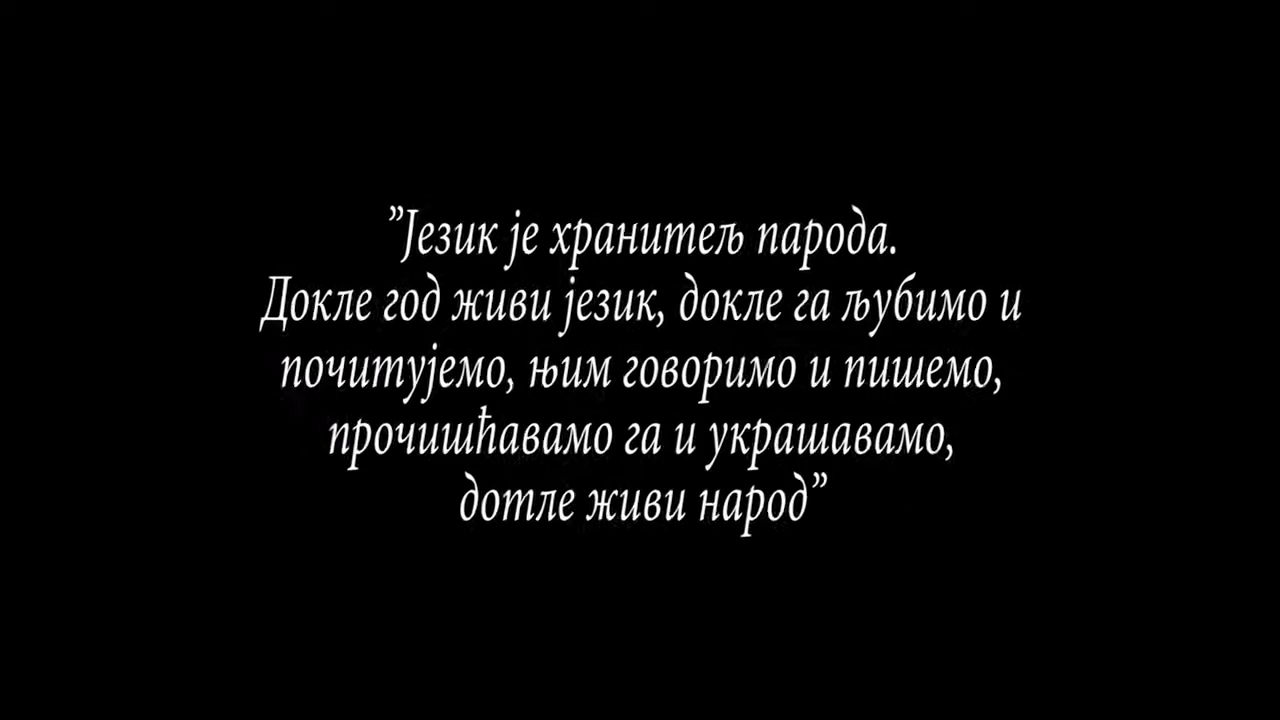 ”Језик је хранитељ парода.
Докле год живи језик, докле га љубимо и
почитујемо, њим говоримо и пишемо,
прочишћавамо га и украшавамо,
дотле живи народ”